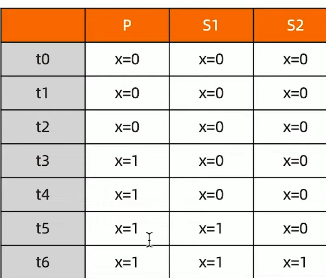 P S1 S2
t0 x=0 x=0 x=0
t1 x=0 x=0 x=0
t2 x=0 x=0 x=0
t3 x=1 x=0 x=0
t4 x=1 x=0 x=0
t5 x=1 x=1 x=0
t6 x=1 x=1 x=1